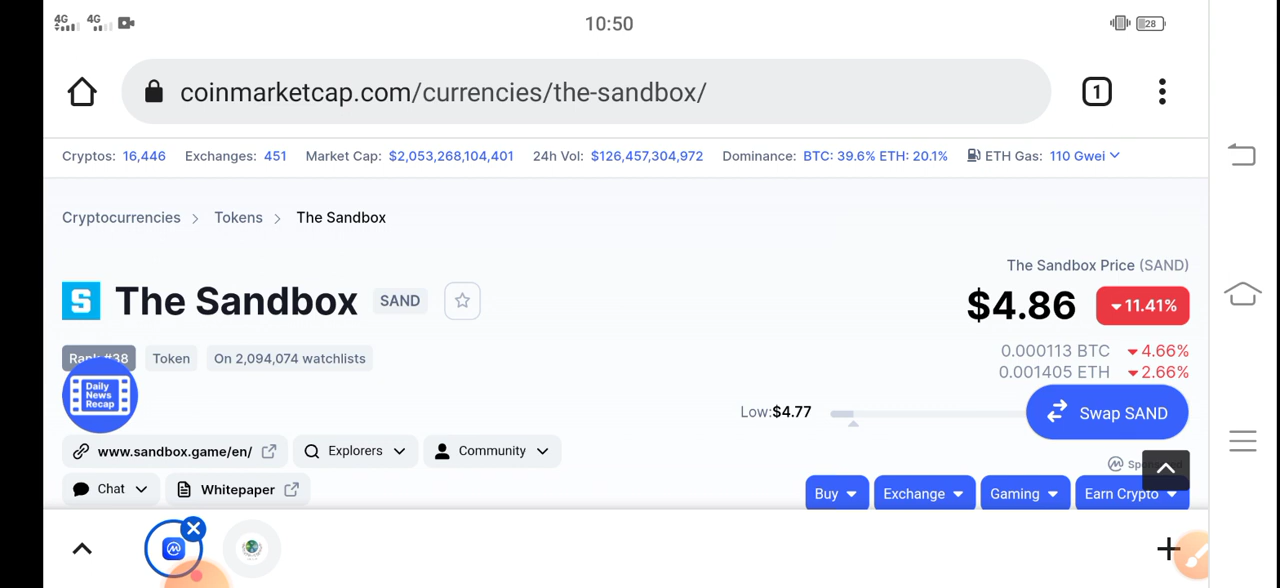 4G 4G 10:50 28
coinmarketcap.com/currencies/the-sandbox/ 1
Cryptos: 16,446 Exchanges: 451 Market Cap: $2,053,268,104,401 24h Vol: $126,457,304,972 Dominance: BTC: 39.6% ETH: 20.1% ETH Gas: 110 Gwei
Cryptocurrencies > Tokens > The Sandbox
The Sandbox Price (SAND)
S The Sandbox SAND $4.86 11.41%
0.000113 BTC 4.66%
Rank #38 Token On 2,094,074 watchlists
0.001405 ETH 2.66%
Daily
News
Recap
Low:$4.77 Swap SAND
www.sandbox.game/en/ Explorers Community
Chat Whitepaper
Buy Exchange Gaming Earn Crypto